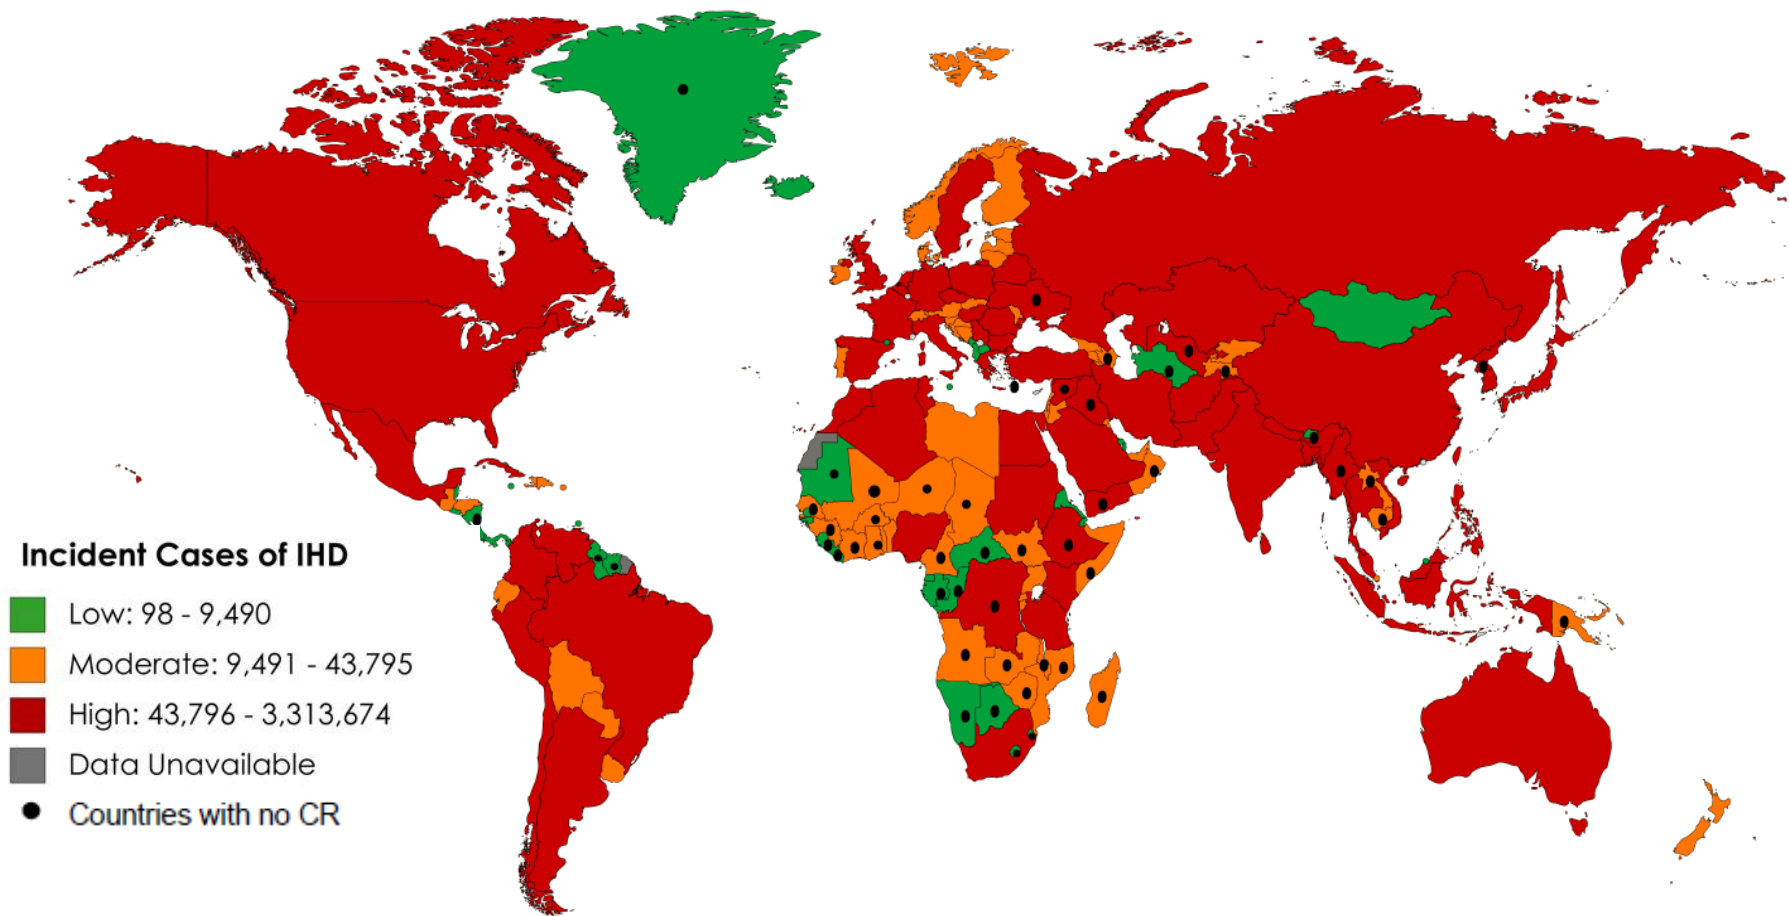 Incident Cases of IHD
Low: 98 - 9,490
Moderate: 9,491 - 43,795
High: 43,796 - 3,313,674
Data Unavailable
Countries with no CR